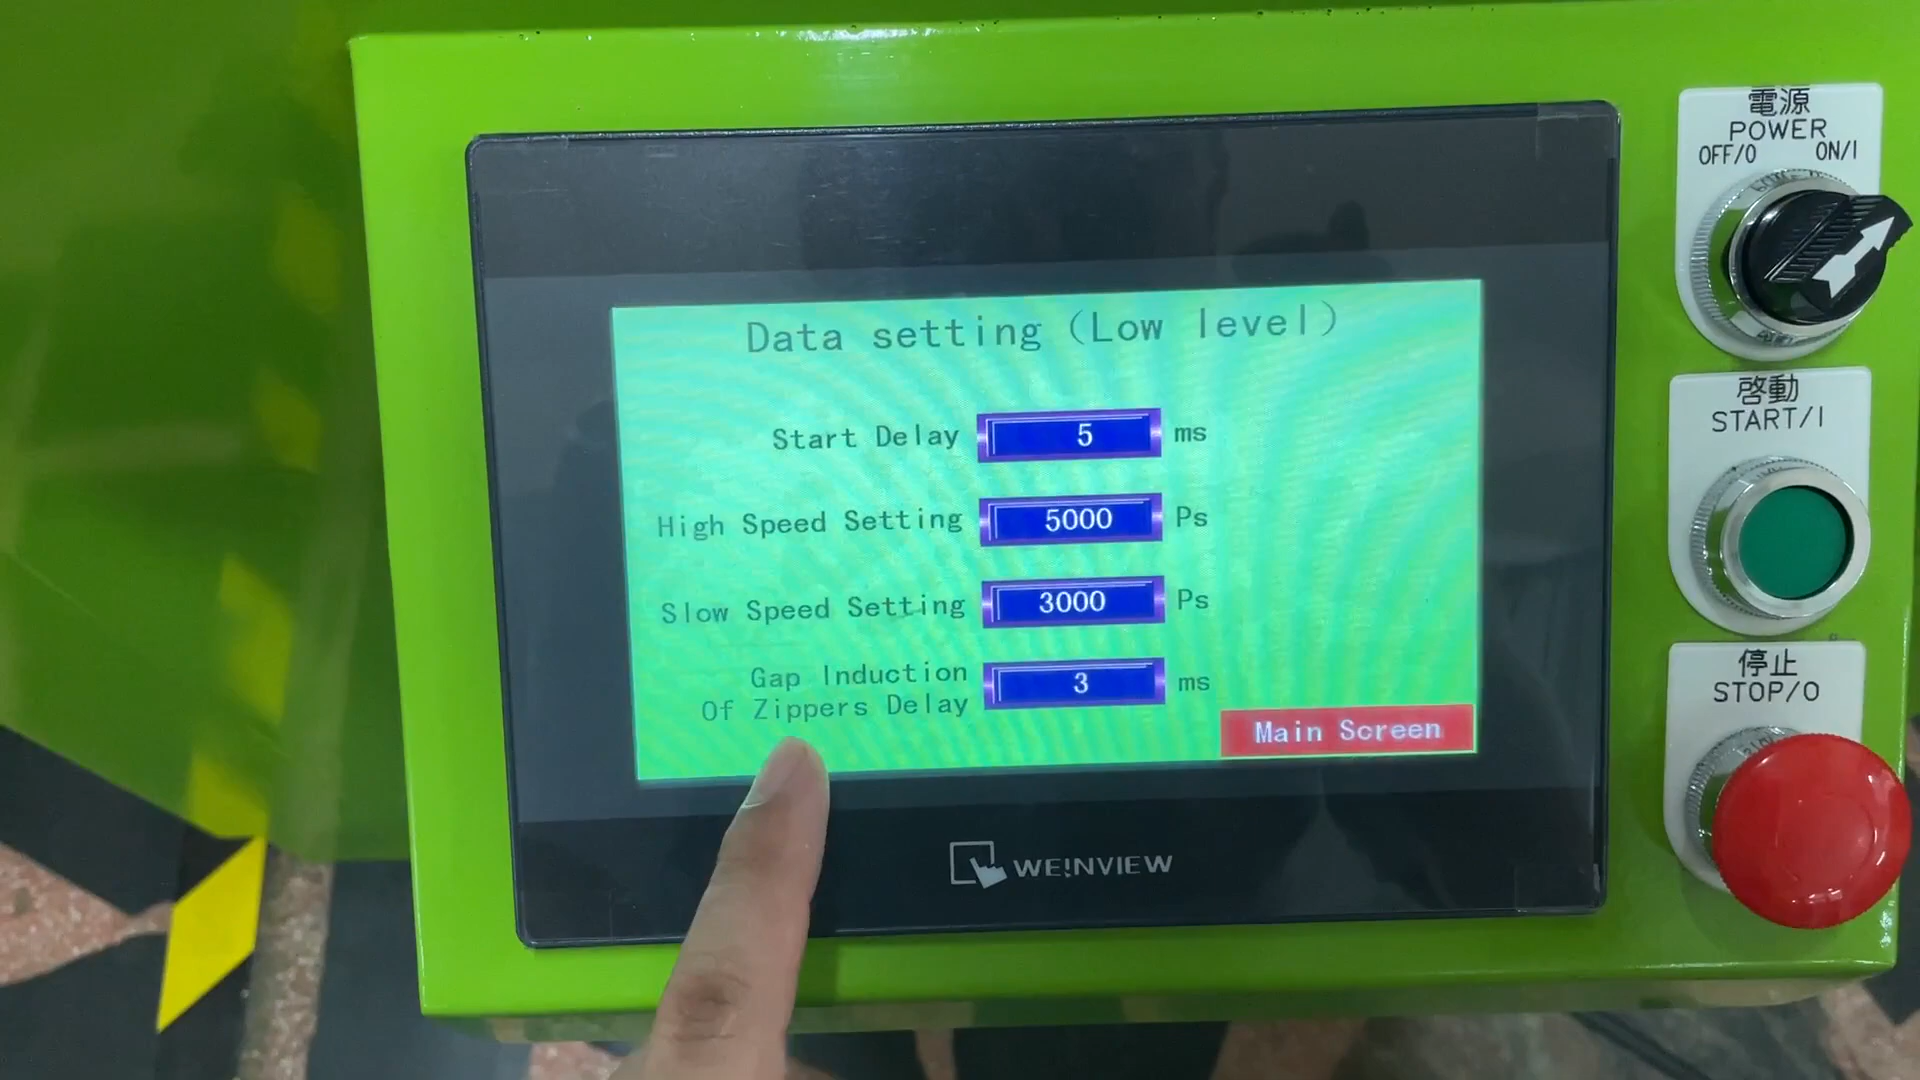 Data setting (Low level)
Start Delay 5 ms
High Speed Setting 5000 Ps
Slow Speed Setting 3000 Ps
Gap Induction
Of Zippers Delay 3 ms
Main Screen
WE!NVIEW
電源
POWER
OFF/O ON/I
啓動
START/I
停止
STOP/O